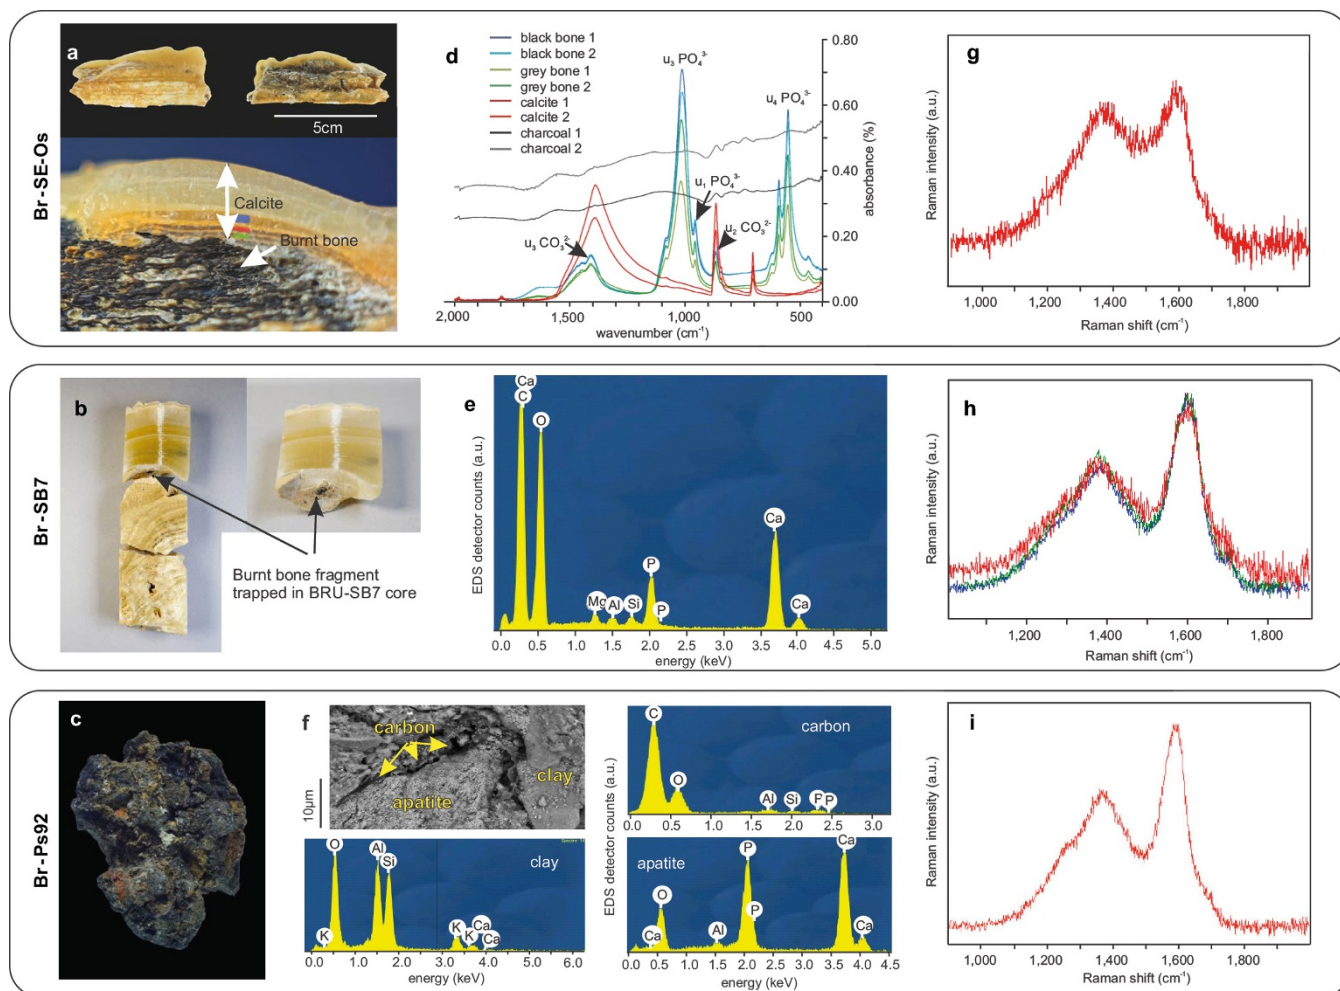 Br-SE-Os
a
5cm
Calcite
Burnt bone
d
black bone 1
black bone 2
grey bone 1
grey bone 2
calcite 1
calcite 2
charcoal 1
charcoal 2
u3 PO4 3-
u4 PO4 3-
u1 PO4 3-
u2 CO3 2-
u3 CO3 2-
0.80
0.60
0.40
0.20
0.00
absorbance (%)
2,000 1,500 1,000 500
wavenumber (cm-1)
g
Raman intensity (a.u.)
1,000 1,200 1,400 1,600 1,800
Raman shift (cm-1)
Br-SB7
b
Burnt bone fragment
trapped in BRU-SB7 core
e
EDS detector counts (a.u.)
Ca
C
O
Mg Al Si P P Ca Ca
0.0 0.5 1.0 1.5 2.0 2.5 3.0 3.5 4.0 4.5 5.0
energy (keV)
h
Raman intensity (a.u.)
1,200 1,400 1,600 1,800
Raman shift (cm-1)
Br-Ps92
c
f
carbon
apatite
clay
10µm
clay
O Al Si
K K K Ca Ca
0.0 1.0 2.0 3.0 4.0 5.0 6.0
energy (keV)
EDS detector counts (a.u.)
carbon
C
O Al Si P P
0.0 0.5 1.0 1.5 2.0 2.5 3.0
apatite
Ca O Al P P Ca Ca
0.0 0.5 1.0 1.5 2.0 2.5 3.0 3.5 4.0 4.5
energy (keV)
i
Raman intensity (a.u.)
1,000 1,200 1,400 1,600 1,800
Raman shift (cm-1)